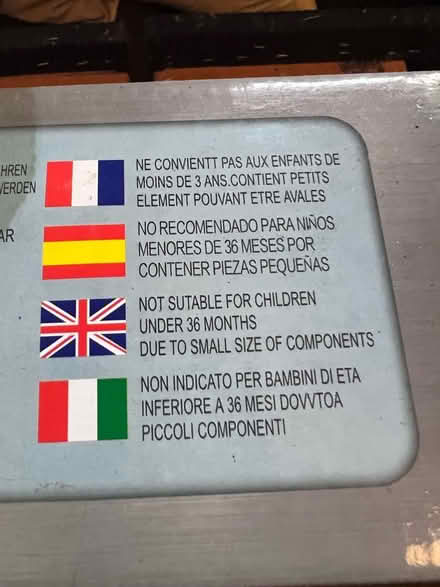 HREN
VERDEN
AR
NE CONVIENTT PAS AUX ENFANTS DE
MOINS DE 3 ANS.CONTIENT PETITS
ELEMENT POUVANT ETRE AVALES
NO RECOMENDADO PARA NIÑOS
MENORES DE 36 MESES POR
CONTENER PIEZAS PEQUEÑAS
NOT SUTABLE FOR CHILDREN
UNDER 36 MONTHS
DUE TO SMALL SIZE OF COMPONENTS
NON INDICATO PER BAMBINI DI ETA
INFERIORE A 36 MESI DOVVTOA
PICCOLI COMPONENTI